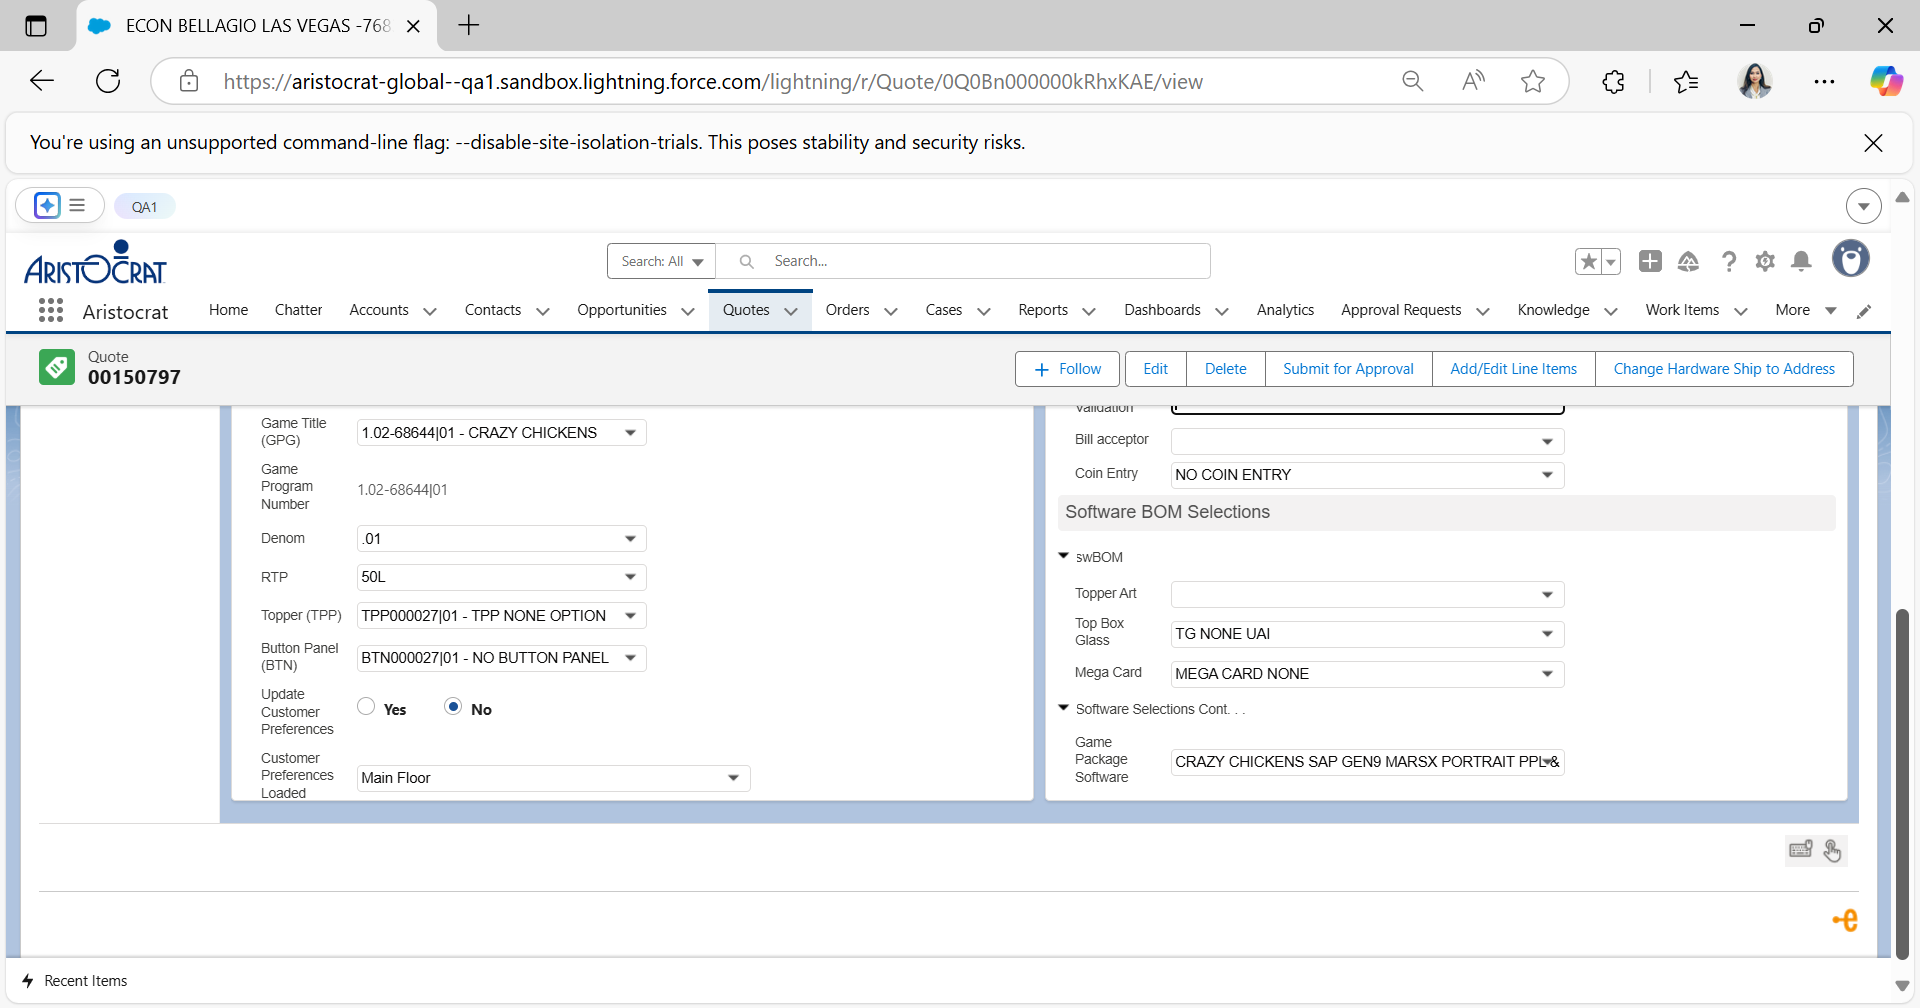 ECON BELLAGIO LAS VEGAS -768
https://aristocrat-global--qa1.sandbox.lightning.force.com/lightning/r/Quote/0Q0Bn000000kRhxKAE/view
You're using an unsupported command-line flag: --disable-site-isolation-trials. This poses stability and security risks.
QA1
ARISTOCRAT
Search: All
Search...
Aristocrat
Home
Chatter
Accounts
Contacts
Opportunities
Quotes
Orders
Cases
Reports
Dashboards
Analytics
Approval Requests
Knowledge
Work Items
More
Quote
00150797
Follow
Edit
Delete
Submit for Approval
Add/Edit Line Items
Change Hardware Ship to Address
Game Title
(GPG)
1.02-68644|01 - CRAZY CHICKENS
Game
Program
Number
1.02-68644|01
Denom
.01
RTP
50L
Topper (TPP)
TPP000027|01 - TPP NONE OPTION
Button Panel
(BTN)
BTN000027|01 - NO BUTTON PANEL
Update
Customer
Preferences
Yes
No
Customer
Preferences
Loaded
Main Floor
Validation
Bill acceptor
Coin Entry
NO COIN ENTRY
Software BOM Selections
swBOM
Topper Art
Top Box
Glass
TG NONE UAI
Mega Card
MEGA CARD NONE
Software Selections Cont. . .
Game
Package
Software
CRAZY CHICKENS SAP GEN9 MARSX PORTRAIT PPL &
Recent Items